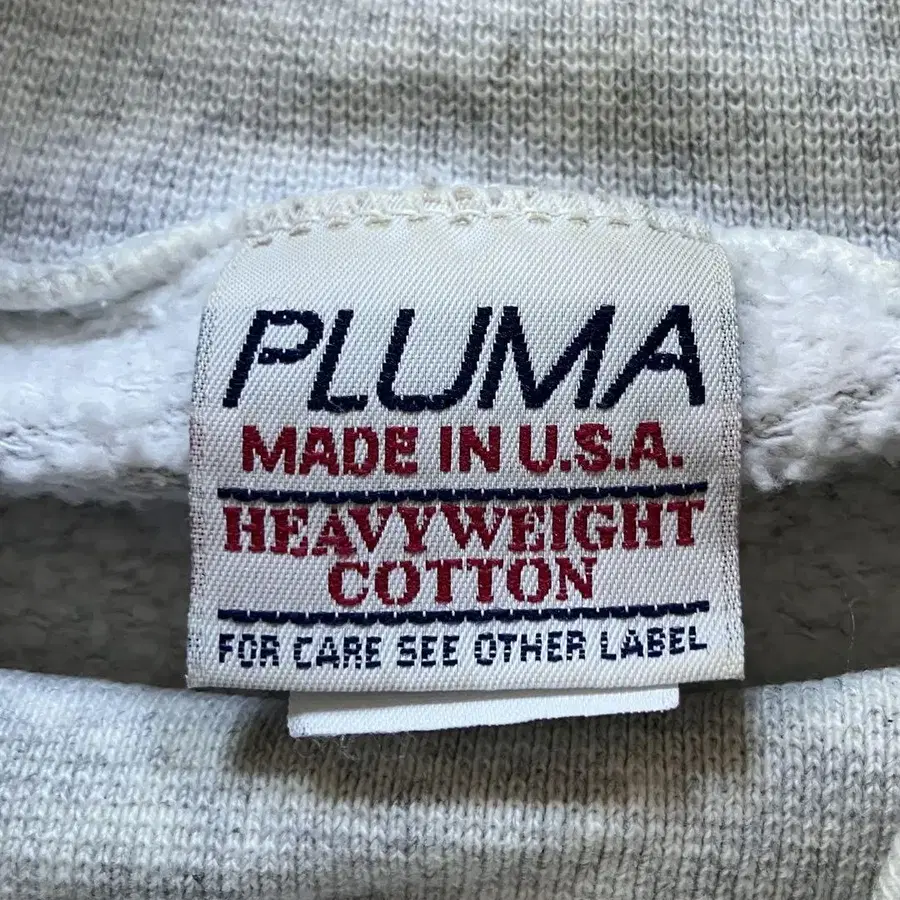 PLUMA
MADE IN U.S.A.
HEAVYWEIGHT
COTTON
FOR CARE SEE OTHER LABEL